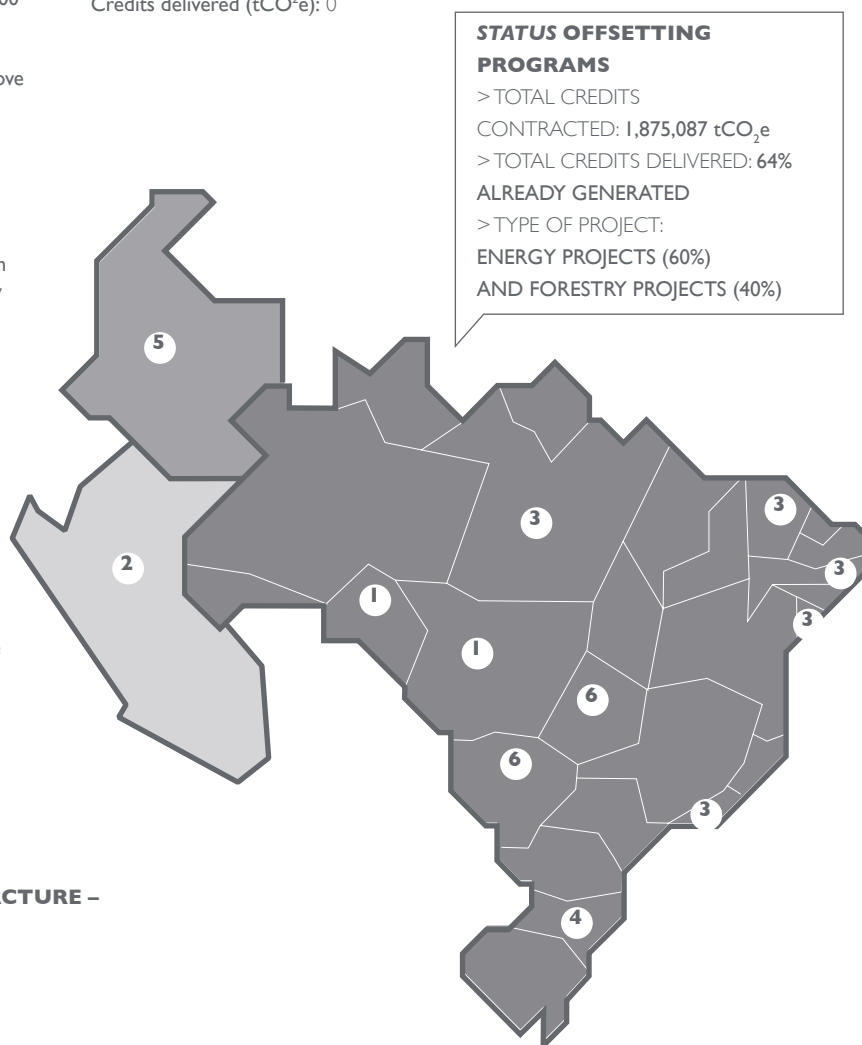 Credits delivered (tCO²e): 0
STATUS OFFSETTING
PROGRAMS
> TOTAL CREDITS
CONTRACTED: 1,875,087 tCO₂e
> TOTAL CREDITS DELIVERED: 64%
ALREADY GENERATED
> TYPE OF PROJECT:
ENERGY PROJECTS (60%)
AND FORESTRY PROJECTS (40%)
ove
5
3
3
2
3
1
3
1
6
6
3
ACTURE –
4